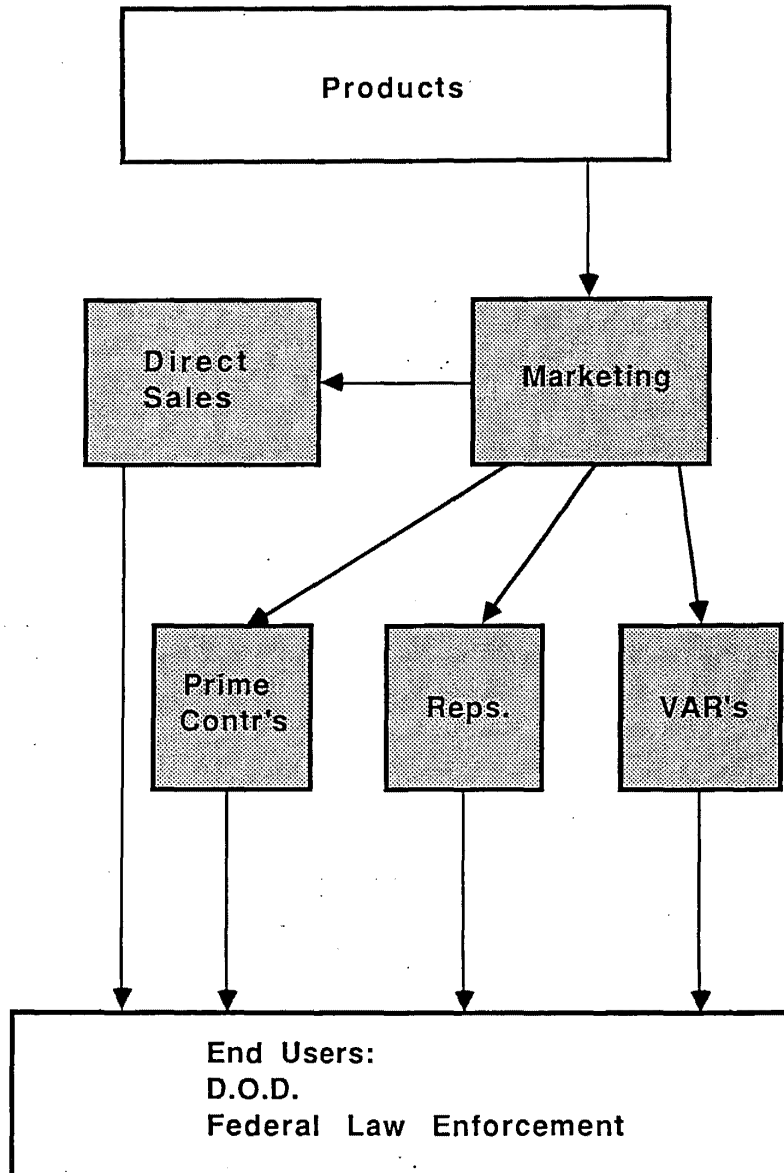 Products
Direct
Sales
Marketing
Prime
Contr's
Reps.
VAR's
End Users:
D.O.D.
Federal Law Enforcement